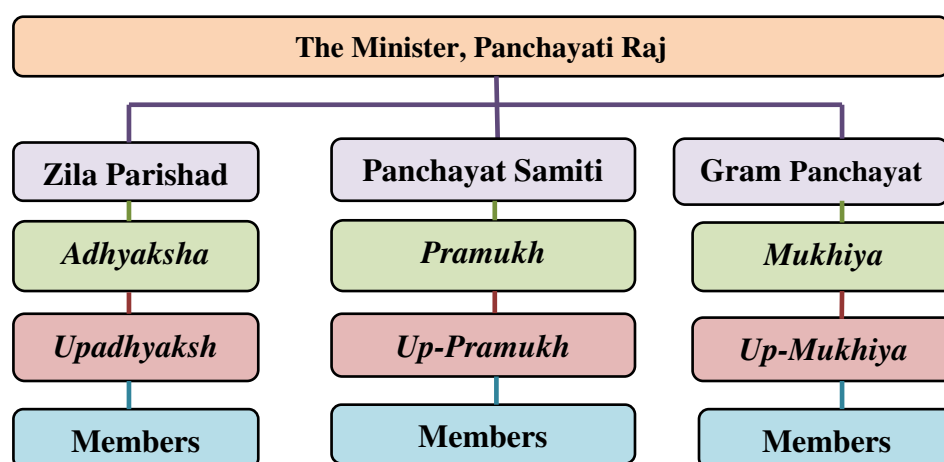 The Minister, Panchayati Raj
Zila Parishad
Panchayat Samiti
Gram Panchayat
Adhyaksha
Pramukh
Mukhiya
Upadhyaksh
Up-Pramukh
Up-Mukhiya
Members
Members
Members